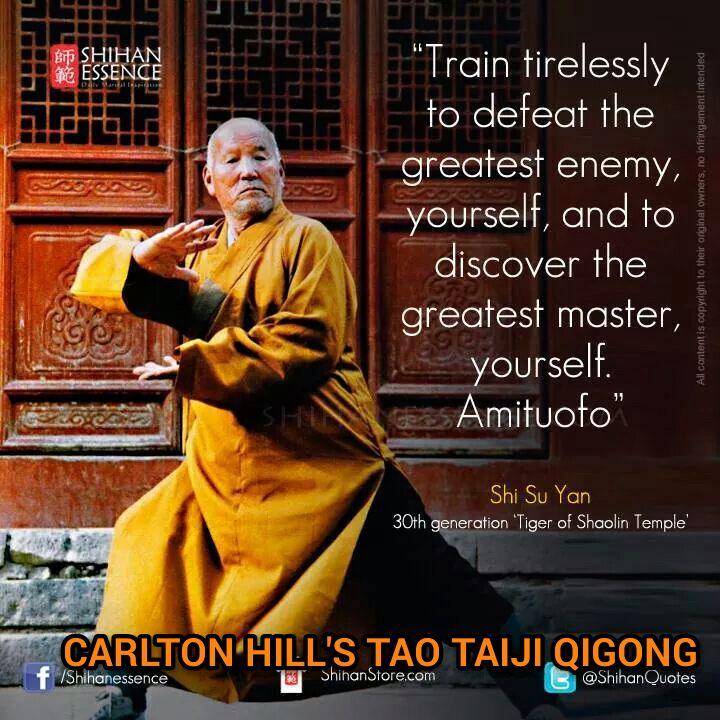 師範
SHIHAN
ESSENCE
Daily Martial Inspiration
“Train tirelessly
to defeat the
greatest enemy,
yourself, and to
discover the
greatest master,
yourself.
Amituofo”
Shi Su Yan
30th generation 'Tiger of Shaolin Temple'
All content is copyright to their original owners, no infringement intended
CARLTON HILL'S TAO TAIJI QIGONG
f /Shihanessence
ShihanStore.com
@ShihanQuotes